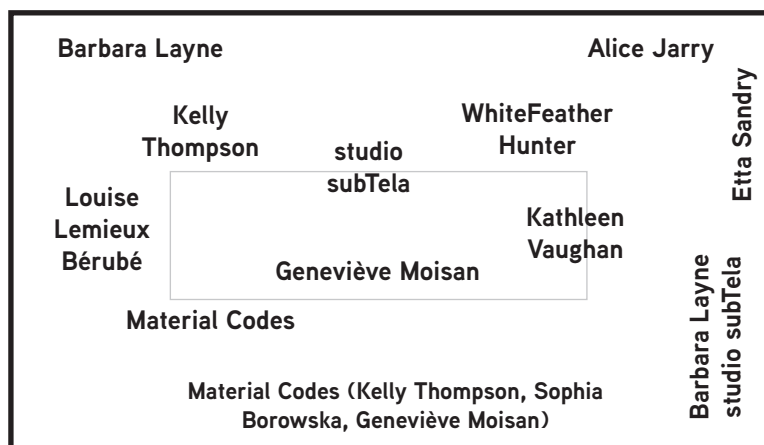 Barbara Layne
Alice Jarry
Kelly
Thompson
studio
subTela
WhiteFeather
Hunter
Etta Sandry
Louise
Lemieux
Bérubé
Kathleen
Vaughan
Geneviève Moisan
Material Codes
Barbara Layne
studio subTela
Material Codes (Kelly Thompson, Sophia
Borowska, Geneviève Moisan)